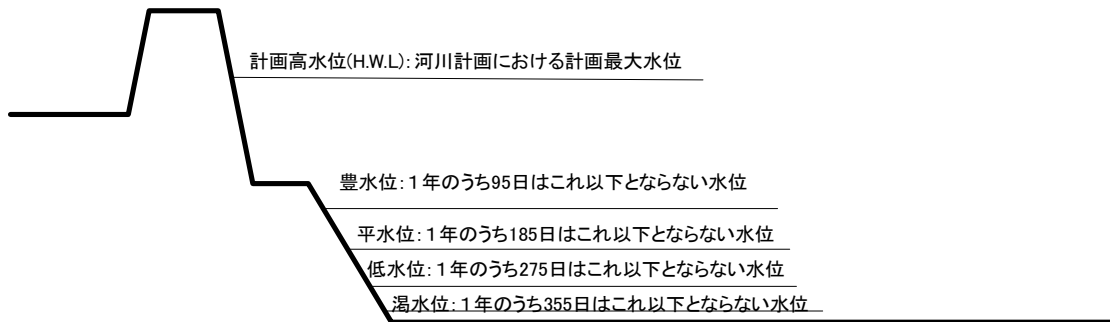 計画高水位(H.W.L):河川計画における計画最大水位
豊水位:1年のうち95日はこれ以下とならない水位
平水位:1年のうち185日はこれ以下とならない水位
低水位:1年のうち275日はこれ以下とならない水位
渇水位:1年のうち355日はこれ以下とならない水位